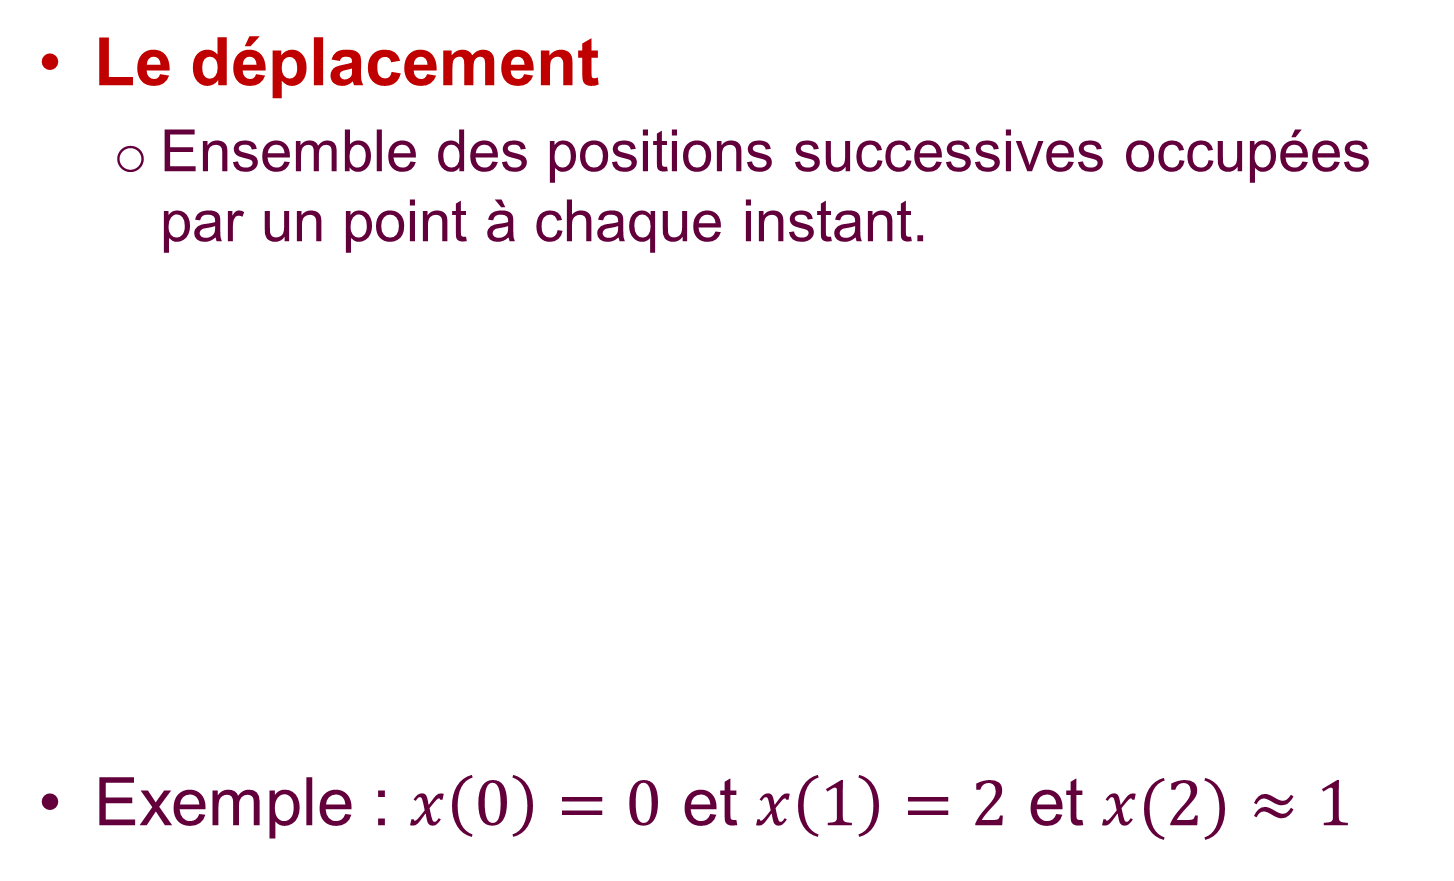 • Le déplacement
o Ensemble des positions successives occupées
par un point à chaque instant.
• Exemple : 𝑥(0) = 0 et 𝑥(1) = 2 et 𝑥(2) ≈ 1